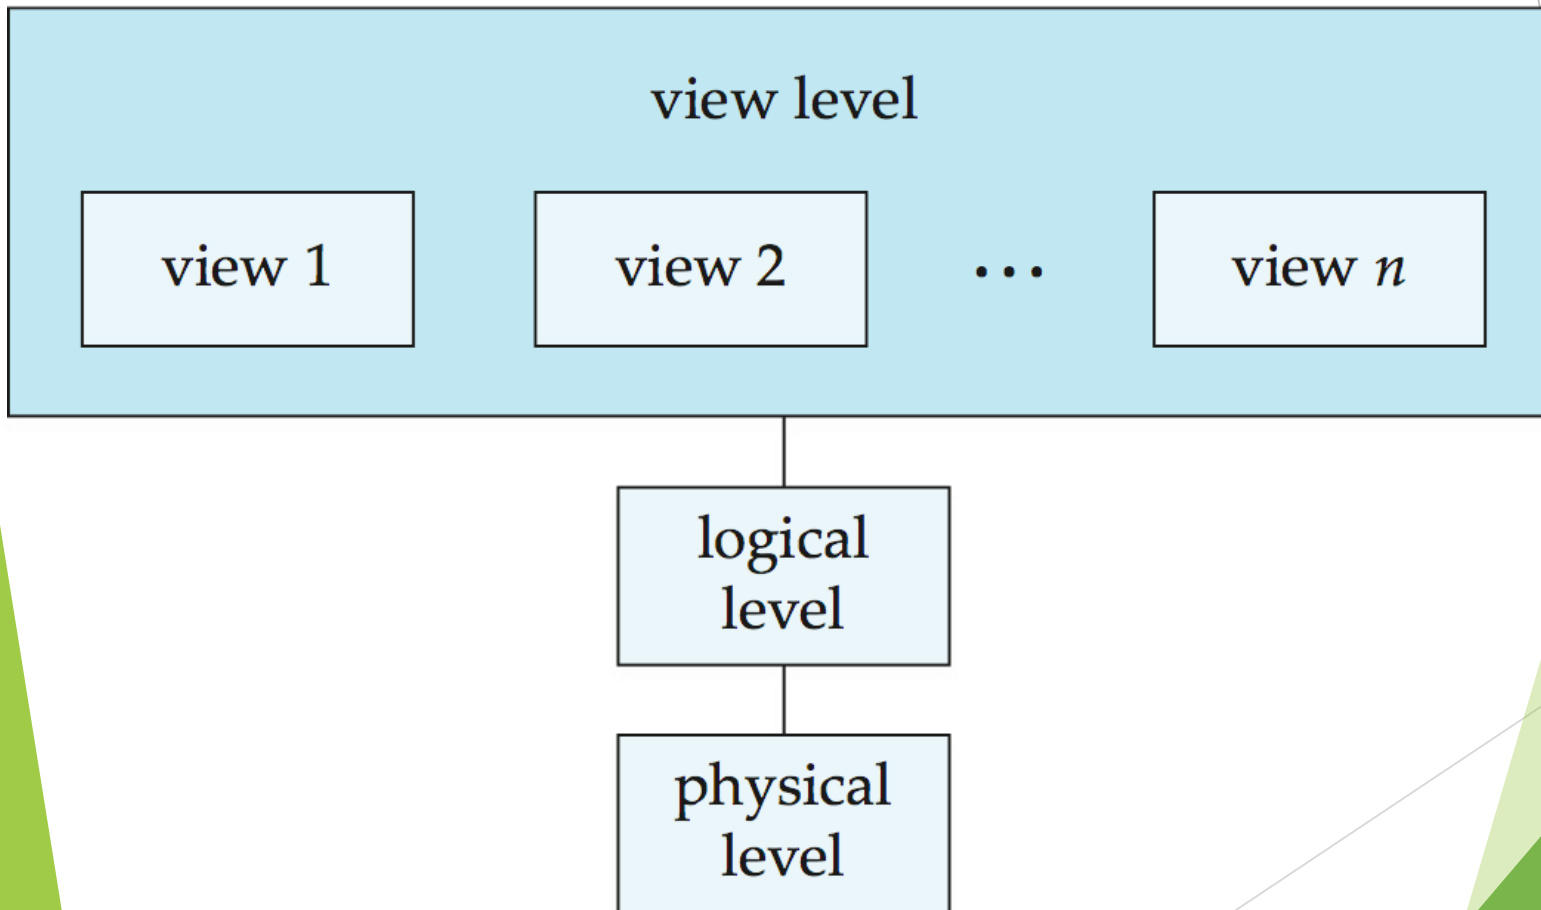 view level
view 1 view 2 ... view n
logical
level
physical
level